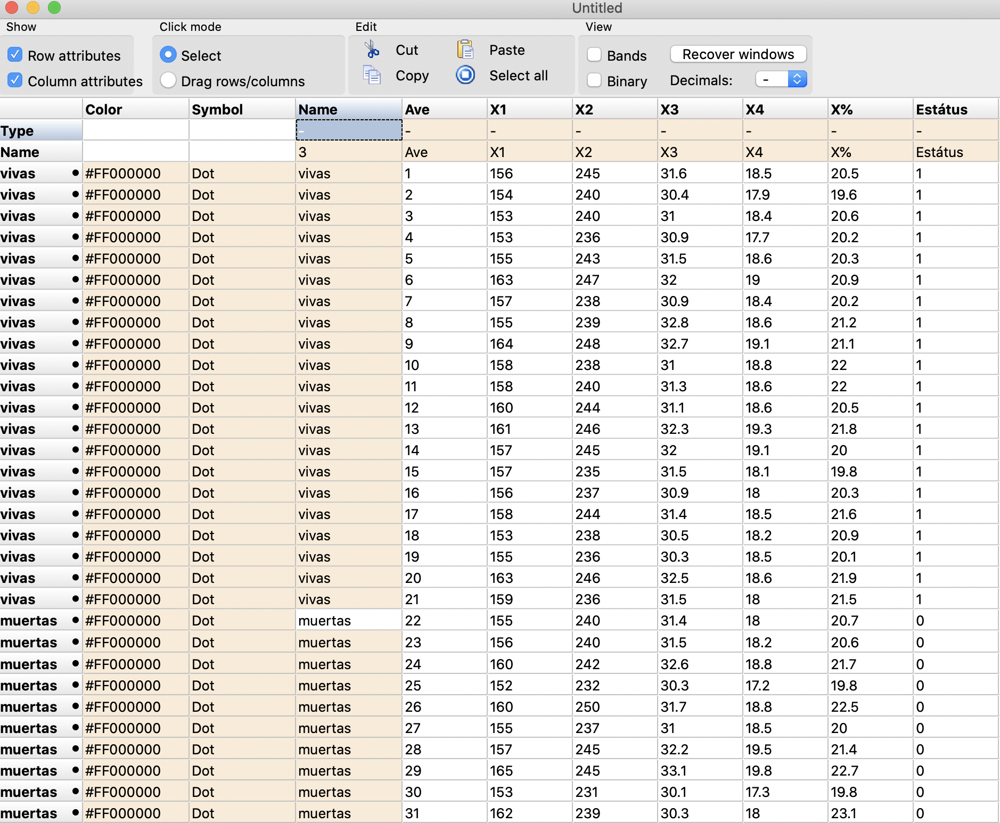 Untitled
Show Click mode Edit View
Row attributes Select Cut Paste Bands Recover windows
Column attributes Drag rows/columns Copy Select all Binary Decimals: -
Color Symbol Name Ave X1 X2 X3 X4 X% Estátus
Type - - - - - - - -
Name 3 Ave X1 X2 X3 X4 X% Estátus
vivas • #FF000000 Dot vivas 1 156 245 31.6 18.5 20.5 1
vivas • #FF000000 Dot vivas 2 154 240 30.4 17.9 19.6 1
vivas • #FF000000 Dot vivas 3 153 240 31 18.4 20.6 1
vivas • #FF000000 Dot vivas 4 153 236 30.9 17.7 20.2 1
vivas • #FF000000 Dot vivas 5 155 243 31.5 18.6 20.3 1
vivas • #FF000000 Dot vivas 6 163 247 32 19 20.9 1
vivas • #FF000000 Dot vivas 7 157 238 30.9 18.4 20.2 1
vivas • #FF000000 Dot vivas 8 155 239 32.8 18.6 21.2 1
vivas • #FF000000 Dot vivas 9 164 248 32.7 19.1 21.1 1
vivas • #FF000000 Dot vivas 10 158 238 31 18.8 22 1
vivas • #FF000000 Dot vivas 11 158 240 31.3 18.6 22 1
vivas • #FF000000 Dot vivas 12 160 244 31.1 18.6 20.5 1
vivas • #FF000000 Dot vivas 13 161 246 32.3 19.3 21.8 1
vivas • #FF000000 Dot vivas 14 157 245 32 19.1 20 1
vivas • #FF000000 Dot vivas 15 157 235 31.5 18.1 19.8 1
vivas • #FF000000 Dot vivas 16 156 237 30.9 18 20.3 1
vivas • #FF000000 Dot vivas 17 158 244 31.4 18.5 21.6 1
vivas • #FF000000 Dot vivas 18 153 238 30.5 18.2 20.9 1
vivas • #FF000000 Dot vivas 19 155 236 30.3 18.5 20.1 1
vivas • #FF000000 Dot vivas 20 163 246 32.5 18.6 21.9 1
vivas • #FF000000 Dot vivas 21 159 236 31.5 18 21.5 1
muertas • #FF000000 Dot muertas 22 155 240 31.4 18 20.7 0
muertas • #FF000000 Dot muertas 23 156 240 31.5 18.2 20.6 0
muertas • #FF000000 Dot muertas 24 160 242 32.6 18.8 21.7 0
muertas • #FF000000 Dot muertas 25 152 232 30.3 17.2 19.8 0
muertas • #FF000000 Dot muertas 26 160 250 31.7 18.8 22.5 0
muertas • #FF000000 Dot muertas 27 155 237 31 18.5 20 0
muertas • #FF000000 Dot muertas 28 157 245 32.2 19.5 21.4 0
muertas • #FF000000 Dot muertas 29 165 245 33.1 19.8 22.7 0
muertas • #FF000000 Dot muertas 30 153 231 30.1 17.3 19.8 0
muertas • #FF000000 Dot muertas 31 162 239 30.3 18 23.1 0